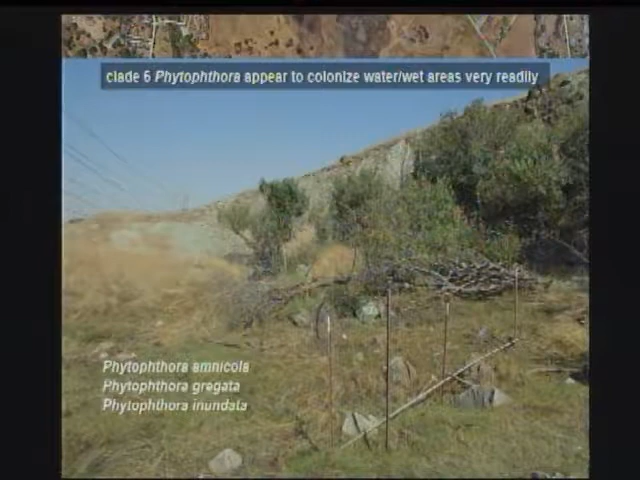 clade 6 Phytophthora appear to colonize water/wet areas very readily
Phytophthora amnicola
Phytophthora gregata
Phytophthora inundata